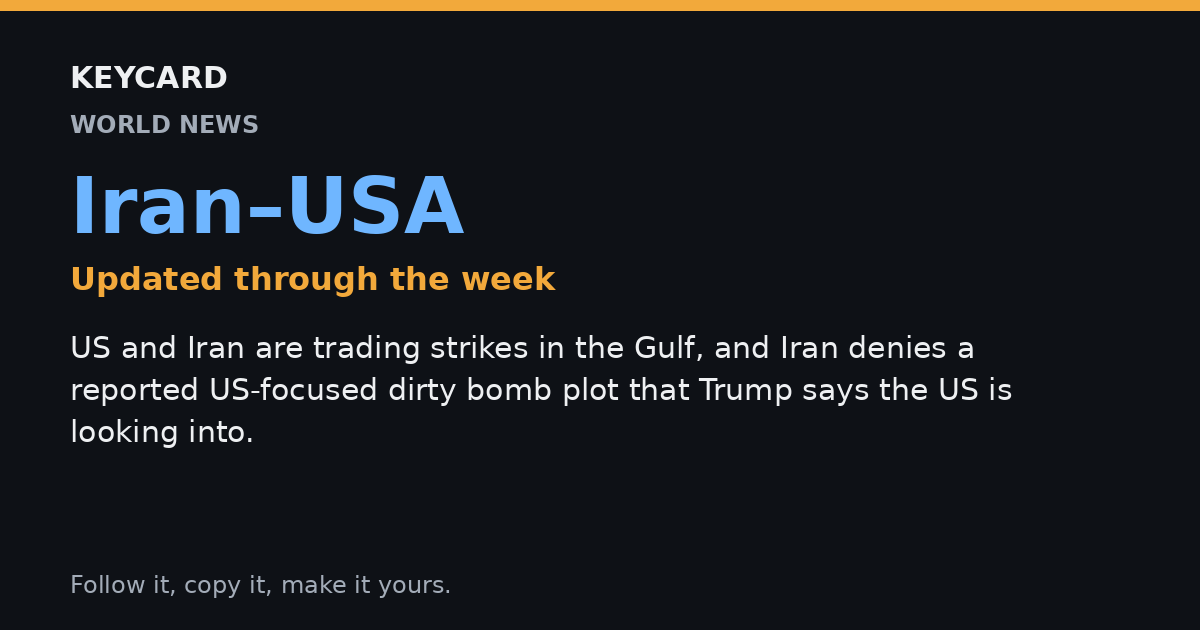 KEYCARD
WORLD NEWS
Iran–USA
Updated through the week
US and Iran are trading strikes in the Gulf, and Iran denies a
reported US-focused dirty bomb plot that Trump says the US is
looking into.
Follow it, copy it, make it yours.